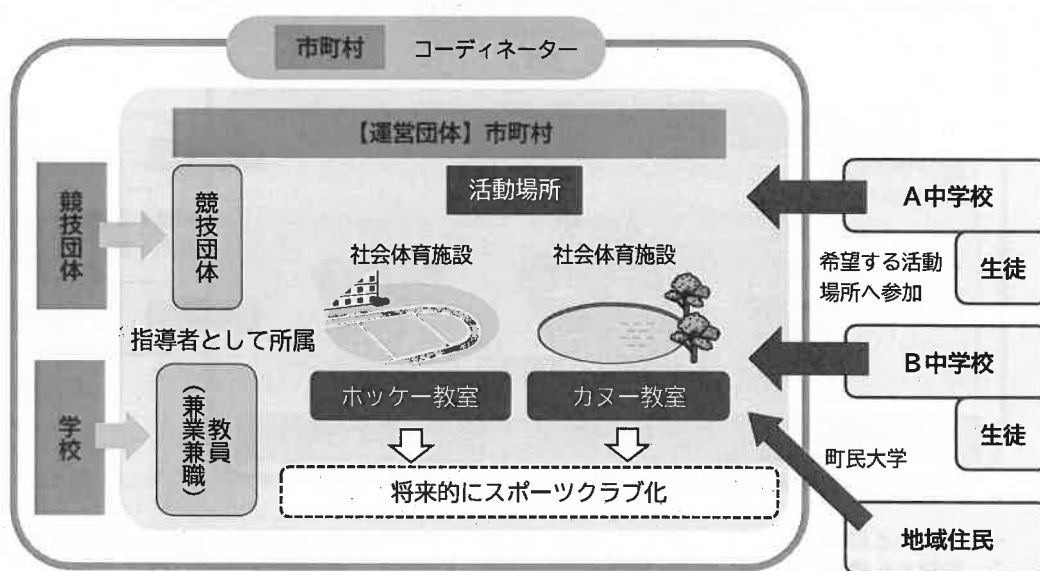 市町村 コーディネーター
【運営団体】市町村
競技団体
競技団体
活動場所
社会体育施設
社会体育施設
指導者として所属
ホッケー教室
カヌー教室
学校
教員
（兼業兼職）
将来的にスポーツクラブ化
A中学校
希望する活動
場所へ参加
生徒
B中学校
生徒
町民大学
地域住民